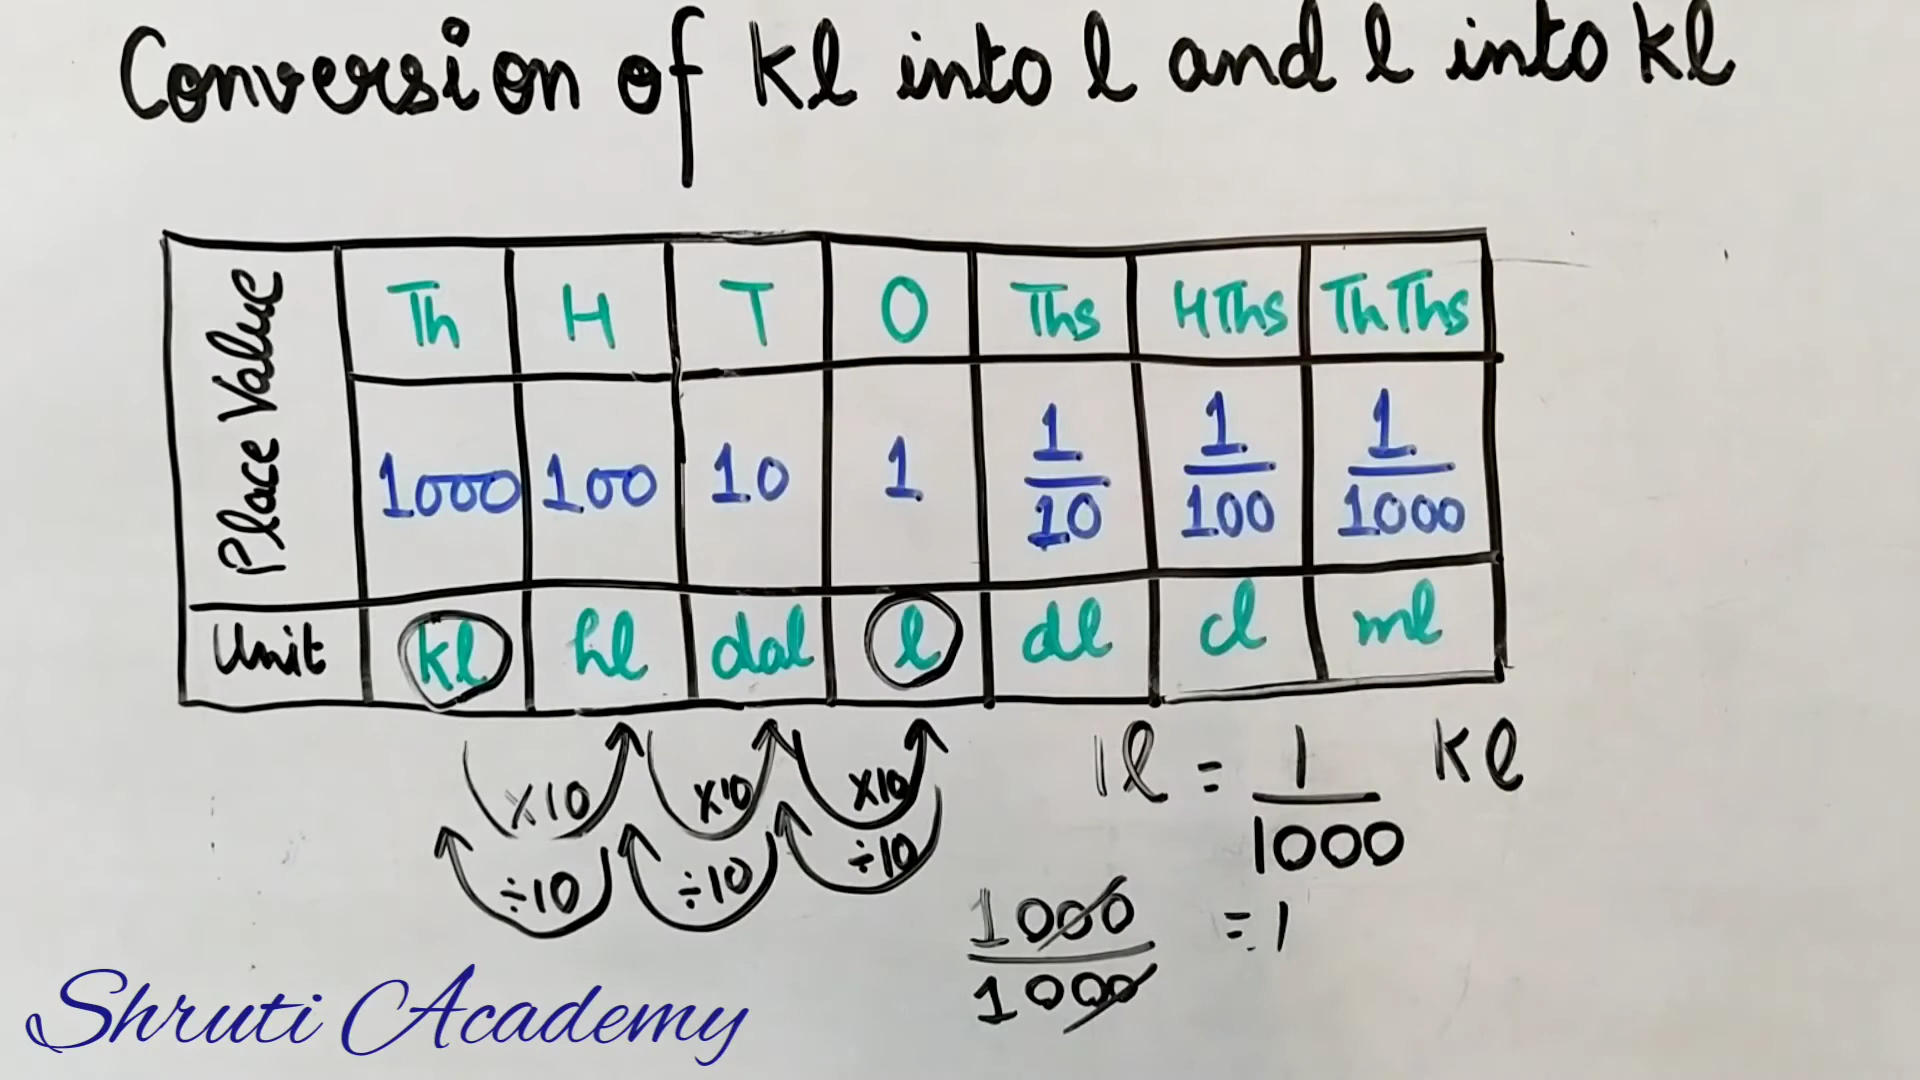 Conversion of kl into l and l into kl
Place Value
Th H T O Ths HThs ThThs
1000 100 10 1 1/10 1/100 1/1000
Unit kl hl dal l dl cl ml
×10 ×10 ×10
÷10 ÷10 ÷10
1l = 1/1000 kl
1000/1000 = 1
Shruti Academy